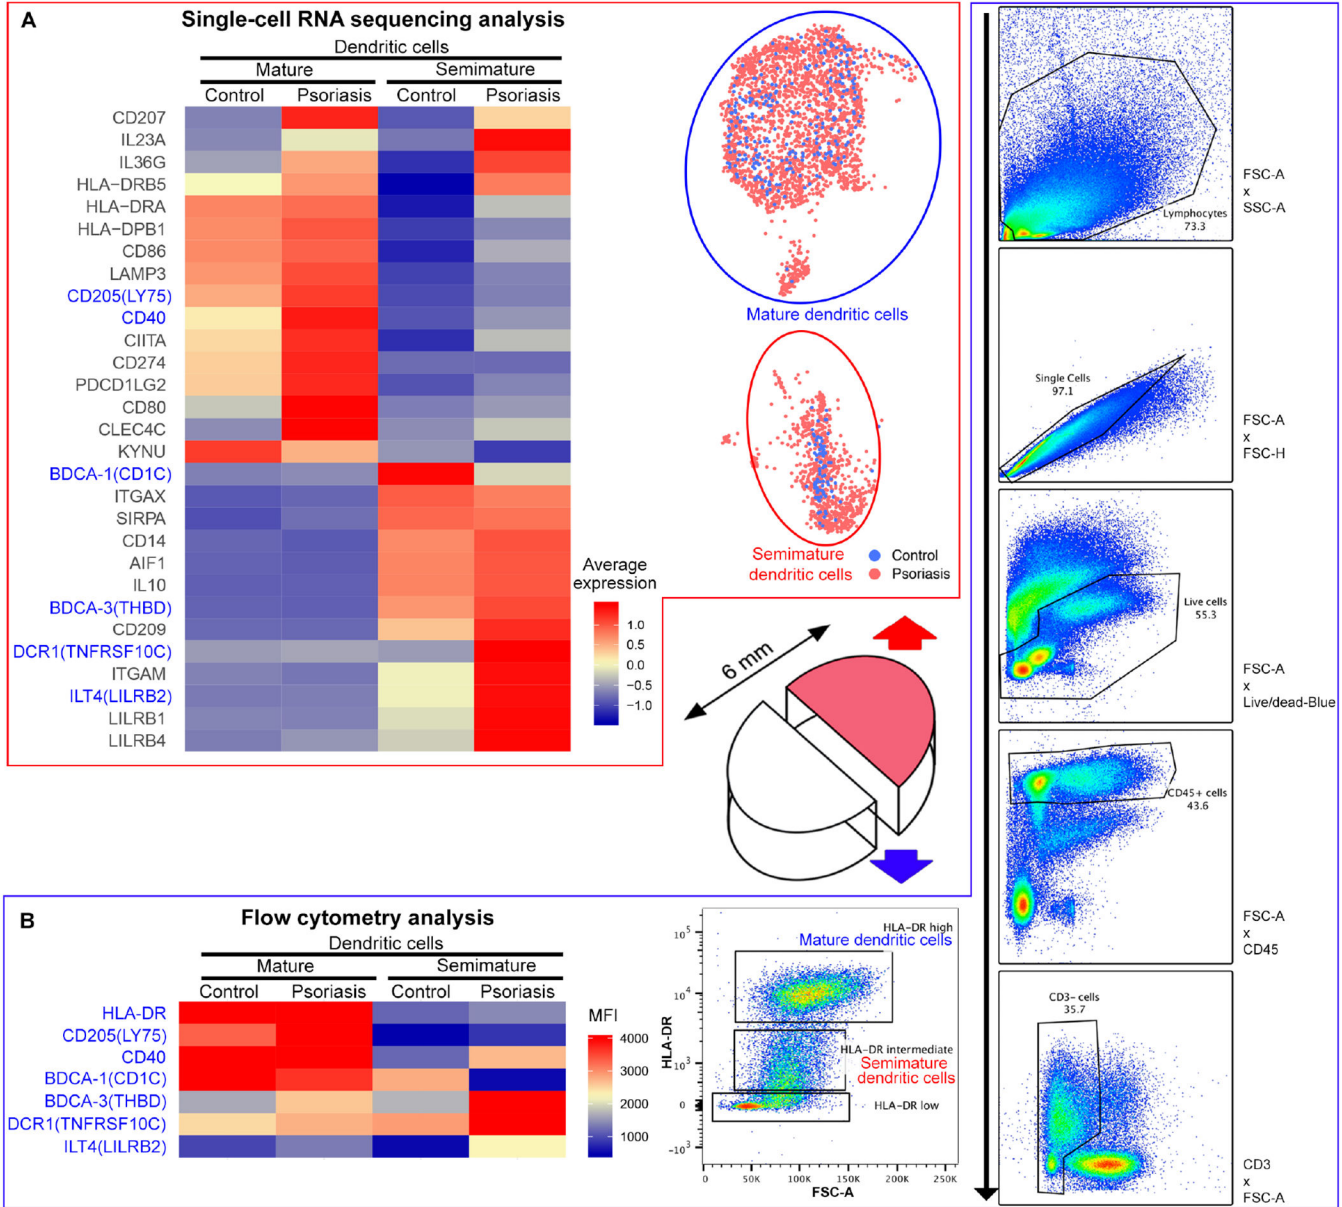 A
Single-cell RNA sequencing analysis
Dendritic cells
Mature Semimature
Control Psoriasis Control Psoriasis
CD207
IL23A
IL36G
HLA−DRB5
HLA−DRA
HLA−DPB1
CD86
LAMP3
CD205(LY75)
CD40
CIITA
CD274
PDCD1LG2
CD80
CLEC4C
KYNU
BDCA-1(CD1C)
ITGAX
SIRPA
CD14
AIF1
IL10
BDCA-3(THBD)
CD209
DCR1(TNFRSF10C)
ITGAM
ILT4(LILRB2)
LILRB1
LILRB4
Average
expression
1.0
0.5
0.0
−0.5
−1.0
Mature dendritic cells
Semimature
dendritic cells
Control
Psoriasis
6 mm
Lymphocytes
73.3
FSC-A
x
SSC-A
Single Cells
97.1
FSC-A
x
FSC-H
Live cells
55.3
FSC-A
x
Live/dead-Blue
CD45+ cells
43.6
FSC-A
x
CD45
CD3− cells
35.7
CD3
x
FSC-A
B
Flow cytometry analysis
Dendritic cells
Mature Semimature
Control Psoriasis Control Psoriasis
HLA-DR
CD205(LY75)
CD40
BDCA-1(CD1C)
BDCA-3(THBD)
DCR1(TNFRSF10C)
ILT4(LILRB2)
MFI
4000
3000
2000
1000
HLA−DR high
Mature dendritic cells
HLA−DR intermediate
Semimature
dendritic cells
HLA−DR low
HLA-DR
10⁵
10⁴
10³
0
−10³
0 50K 100K 150K 200K 250K
FSC-A